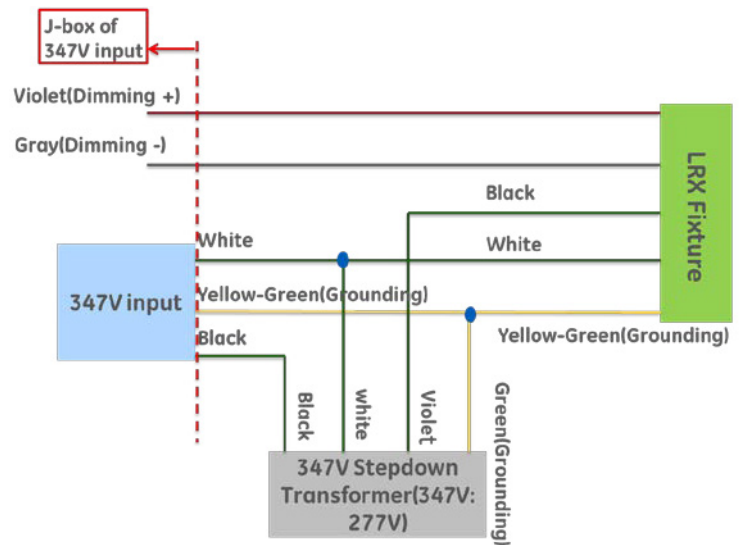 J-box of
347V input
Violet(Dimming +)
Gray(Dimming -)
Black
White
White
347V input
Yellow-Green(Grounding)
Yellow-Green(Grounding)
Black
Black
white
Violet
Green(Grounding)
LRX Fixture
347V Stepdown
Transformer(347V:
277V)